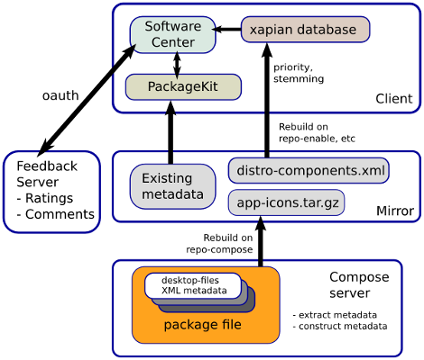 Software
Center
xapian database
priority,
stemming
oauth
PackageKit
Client
Rebuild on
repo-enable, etc
Feedback
Server
- Ratings
- Comments
Existing
metadata
distro-components.xml
app-icons.tar.gz
Mirror
Rebuild on
repo-compose
desktop-files
XML metadata
package file
Compose
server
- extract metadata
- construct metadata